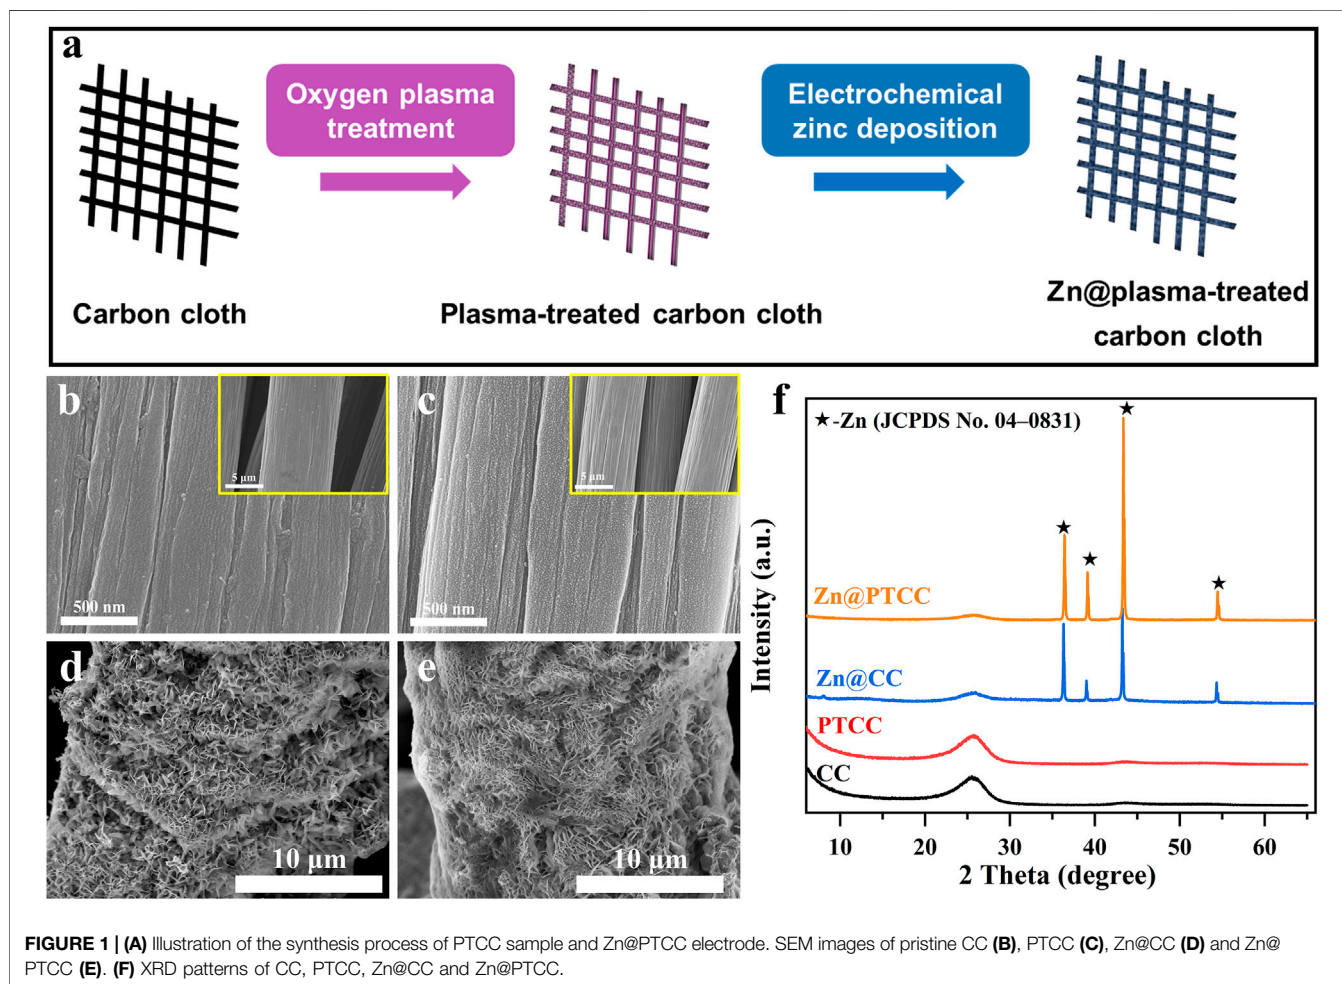 a
Oxygen plasma
treatment
Electrochemical
zinc deposition
Carbon cloth
Plasma-treated carbon cloth
Zn@plasma-treated
carbon cloth
b
5 μm
500 nm
c
5 μm
500 nm
d
10 μm
e
10 μm
f
★-Zn (JCPDS No. 04–0831)
Intensity (a.u.)
Zn@PTCC
Zn@CC
PTCC
CC
10 20 30 40 50 60
2 Theta (degree)
FIGURE 1 | (A) Illustration of the synthesis process of PTCC sample and Zn@PTCC electrode. SEM images of pristine CC (B), PTCC (C), Zn@CC (D) and Zn@
PTCC (E). (F) XRD patterns of CC, PTCC, Zn@CC and Zn@PTCC.